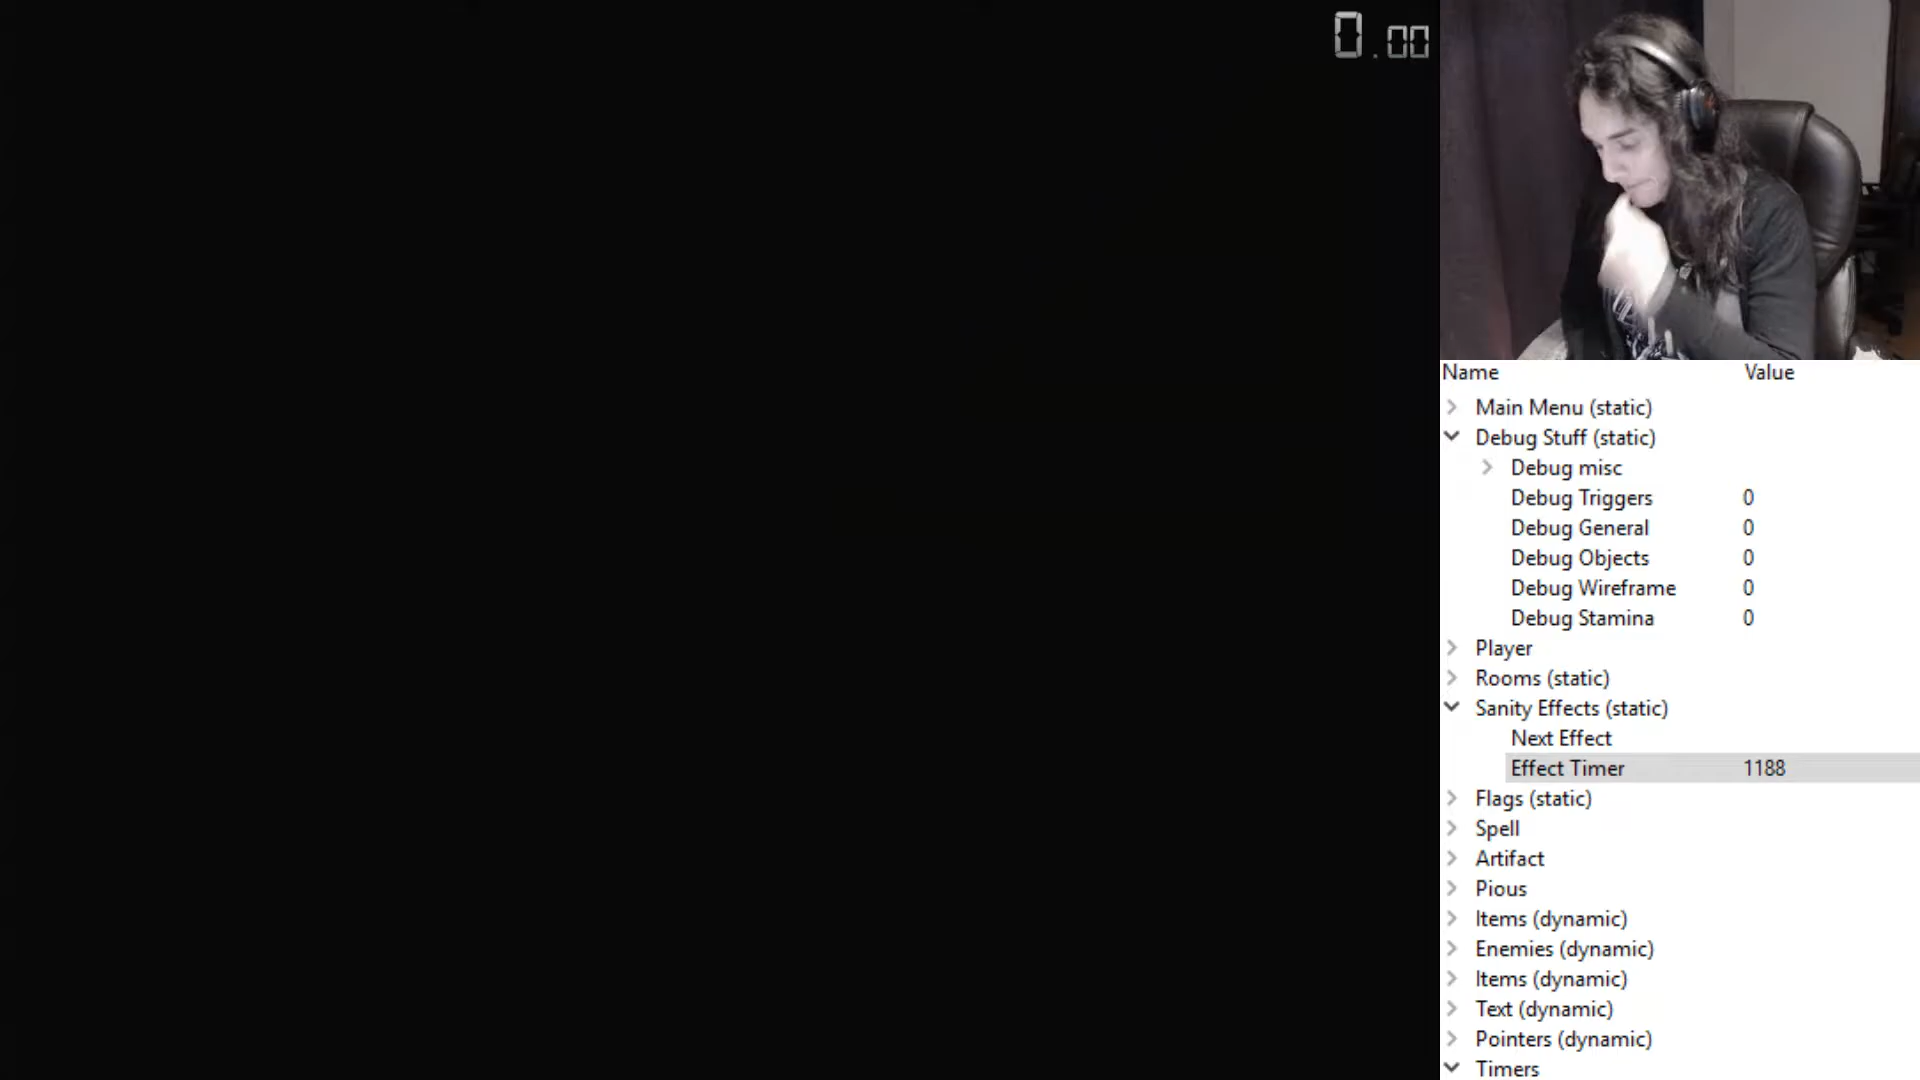 0.00
Name Value
Main Menu (static)
Debug Stuff (static)
Debug misc
Debug Triggers 0
Debug General 0
Debug Objects 0
Debug Wireframe 0
Debug Stamina 0
Player
Rooms (static)
Sanity Effects (static)
Next Effect
Effect Timer 1188
Flags (static)
Spell
Artifact
Pious
Items (dynamic)
Enemies (dynamic)
Items (dynamic)
Text (dynamic)
Pointers (dynamic)
Timers